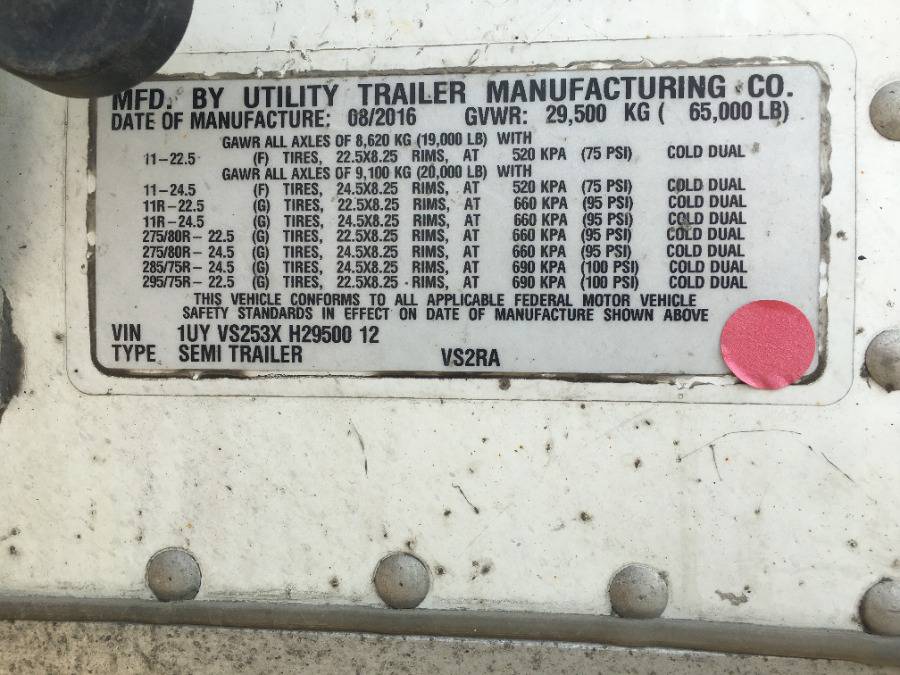 MFD. BY UTILITY TRAILER MANUFACTURING CO.
DATE OF MANUFACTURE: 08/2016 GVWR: 29,500 KG ( 65,000 LB)
GAWR ALL AXLES OF 8,620 KG (19,000 LB) WITH
11-22.5 (F) TIRES, 22.5X8.25 RIMS, AT 520 KPA (75 PSI) COLD DUAL
GAWR ALL AXLES OF 9,100 KG (20,000 LB) WITH
11-24.5 (F) TIRES, 24.5X8.25 RIMS, AT 520 KPA (75 PSI) COLD DUAL
11R-22.5 (G) TIRES, 22.5X8.25 RIMS, AT 660 KPA (95 PSI) COLD DUAL
11R-24.5 (G) TIRES, 24.5X8.25 RIMS, AT 660 KPA (95 PSI) COLD DUAL
275/80R-22.5 (G) TIRES, 22.5X8.25 RIMS, AT 660 KPA (95 PSI) COLD DUAL
275/80R-24.5 (G) TIRES, 24.5X8.25 RIMS, AT 660 KPA (95 PSI) COLD DUAL
285/75R-24.5 (G) TIRES, 24.5X8.25 RIMS, AT 690 KPA (100 PSI) COLD DUAL
295/75R-22.5 (G) TIRES, 22.5X8.25 RIMS, AT 690 KPA (100 PSI) COLD DUAL
THIS VEHICLE CONFORMS TO ALL APPLICABLE FEDERAL MOTOR VEHICLE
SAFETY STANDARDS IN EFFECT ON DATE OF MANUFACTURE SHOWN ABOVE
VIN 1UY VS253X H29500 12
TYPE SEMI TRAILER VS2RA